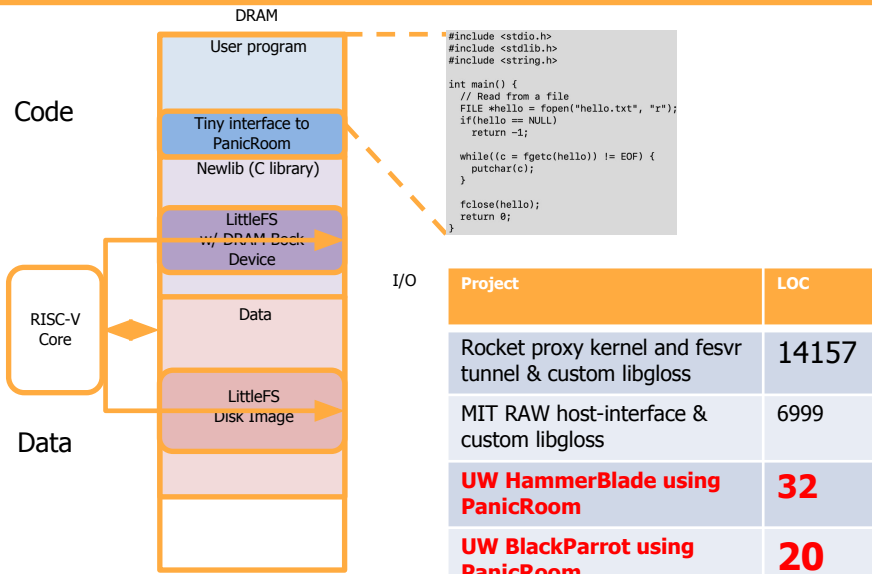 DRAM
User program
Code
Tiny interface to
PanicRoom
Newlib (C library)
LittleFS
w/ DRAM Bock
Device
RISC-V
Core
Data
LittleFS
Disk Image
Data
I/O
#include <stdio.h>
#include <stdlib.h>
#include <string.h>
int main() {
// Read from a file
FILE *hello = fopen("hello.txt", "r");
if(hello == NULL)
return -1;
while((c = fgetc(hello)) != EOF) {
putchar(c);
}
fclose(hello);
return 0;
}
Project LOC
Rocket proxy kernel and fesvr
tunnel & custom libgloss 14157
MIT RAW host-interface & 6999
custom libgloss
UW HammerBlade using
PanicRoom 32
UW BlackParrot using
PanicRoom 20